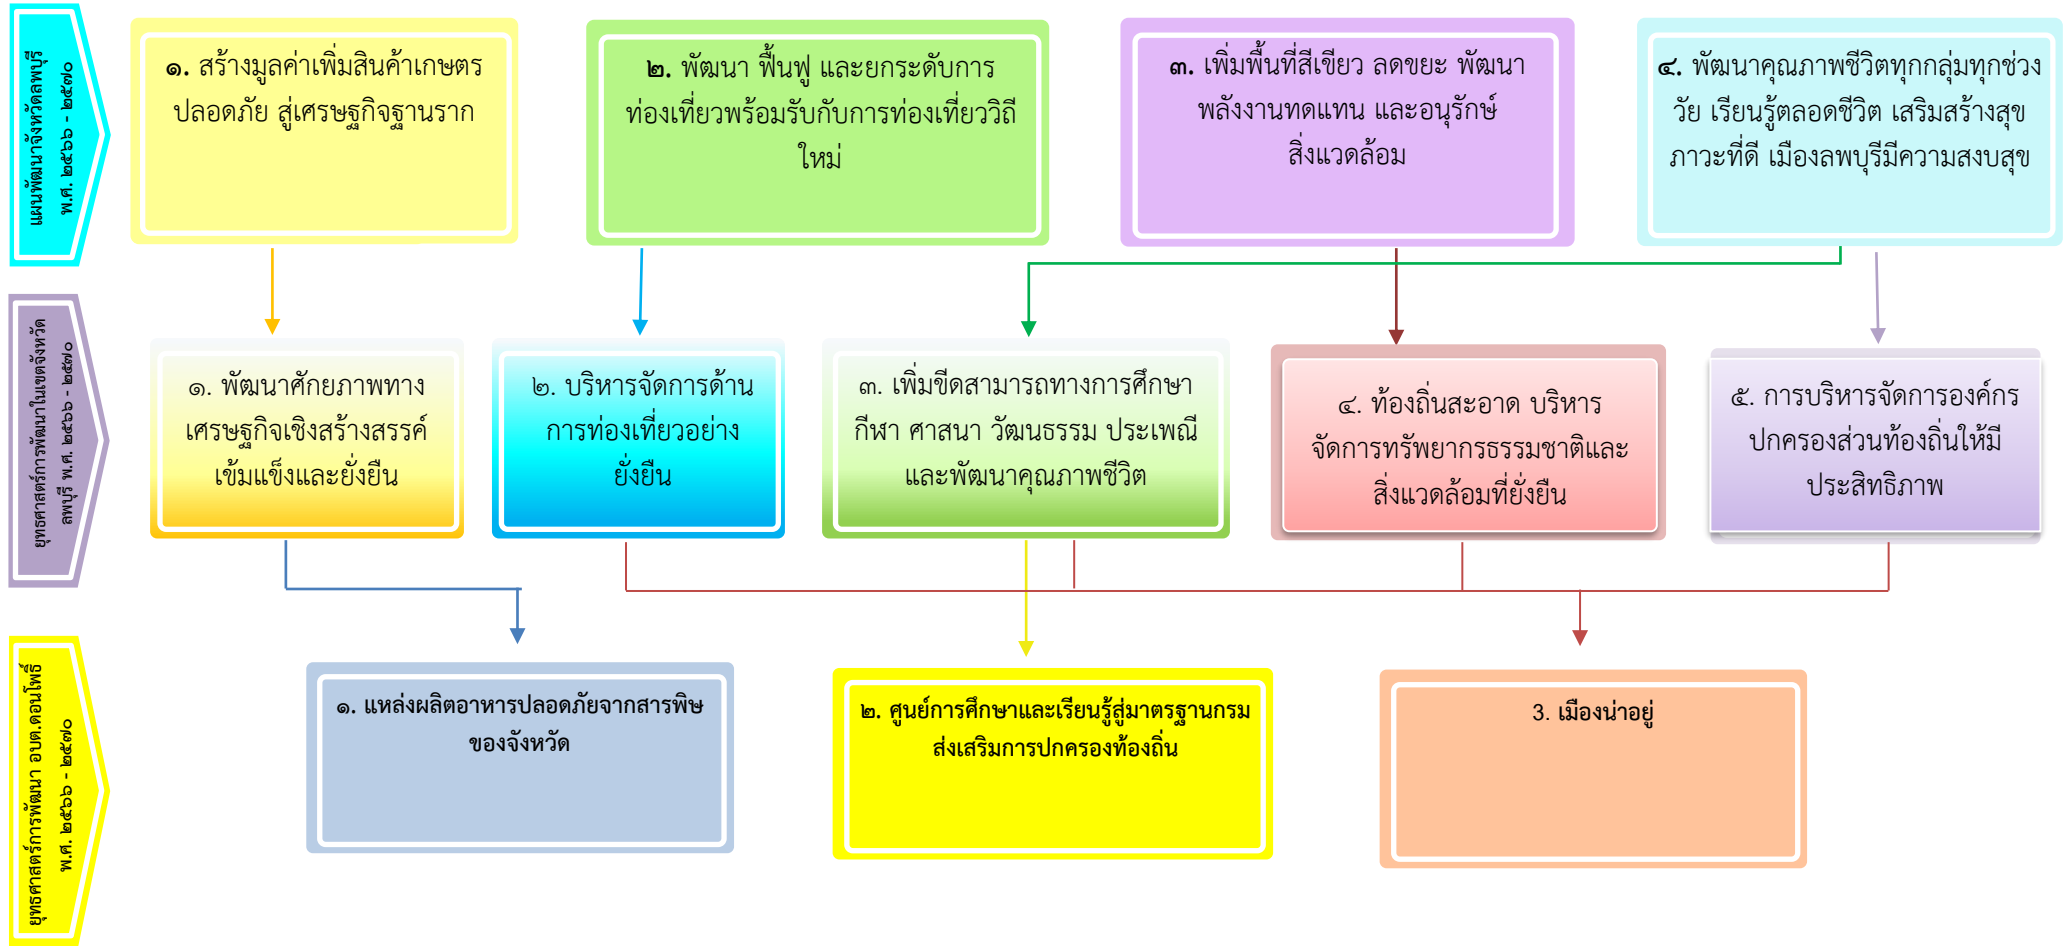 แผนพัฒนาจังหวัดลพบุรี
พ.ศ. ๒๕๖๖ - ๒๕๗๐
๑. สร้างมูลค่าเพิ่มสินค้าเกษตร
ปลอดภัย สู่เศรษฐกิจฐานราก
๒. พัฒนา ฟื้นฟู และยกระดับการ
ท่องเที่ยวพร้อมรับกับการท่องเที่ยววิถี
ใหม่
๓. เพิ่มพื้นที่สีเขียว ลดขยะ พัฒนา
พลังงานทดแทน และอนุรักษ์
สิ่งแวดล้อม
๔. พัฒนาคุณภาพชีวิตทุกกลุ่มทุกช่วง
วัย เรียนรู้ตลอดชีวิต เสริมสร้างสุข
ภาวะที่ดี เมืองลพบุรีมีความสงบสุข
ยุทธศาสตร์การพัฒนาในเขตจังหวัด
ลพบุรี พ.ศ. ๒๕๖๖ - ๒๕๗๐
๑. พัฒนาศักยภาพทาง
เศรษฐกิจเชิงสร้างสรรค์
เข้มแข็งและยั่งยืน
๒. บริหารจัดการด้าน
การท่องเที่ยวอย่าง
ยั่งยืน
๓. เพิ่มขีดสามารถทางการศึกษา
กีฬา ศาสนา วัฒนธรรม ประเพณี
และพัฒนาคุณภาพชีวิต
๔. ท้องถิ่นสะอาด บริหาร
จัดการทรัพยากรธรรมชาติและ
สิ่งแวดล้อมที่ยั่งยืน
๕. การบริหารจัดการองค์กร
ปกครองส่วนท้องถิ่นให้มี
ประสิทธิภาพ
ยุทธศาสตร์การพัฒนา อบต.ดอนโพธิ์
พ.ศ. ๒๕๖๖ - ๒๕๗๐
๑. แหล่งผลิตอาหารปลอดภัยจากสารพิษ
ของจังหวัด
๒. ศูนย์การศึกษาและเรียนรู้สู่มาตรฐานกรม
ส่งเสริมการปกครองท้องถิ่น
3. เมืองน่าอยู่